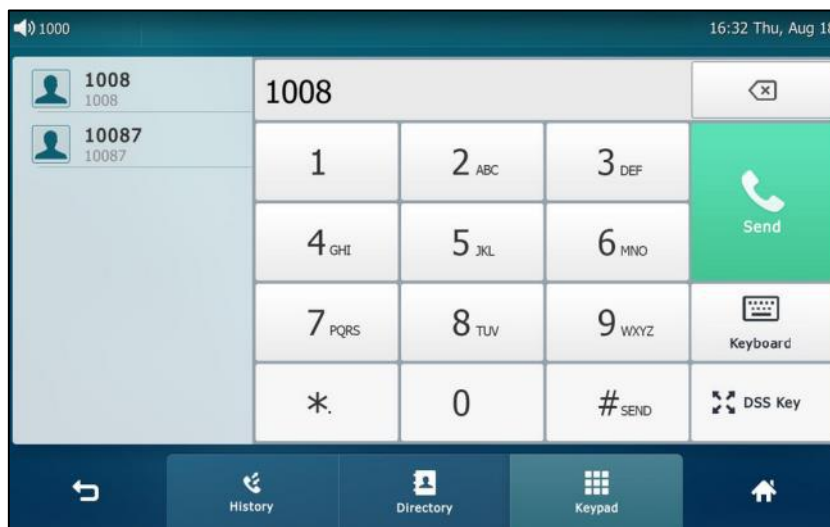 1000
16:32 Thu, Aug 18
1008
1008
10087
10087
1008
1
2 ABC
3 DEF
Send
4 GHI
5 JKL
6 MNO
7 PQRS
8 TUV
9 WXYZ
Keyboard
*.
0
# SEND
DSS Key
History
Directory
Keypad